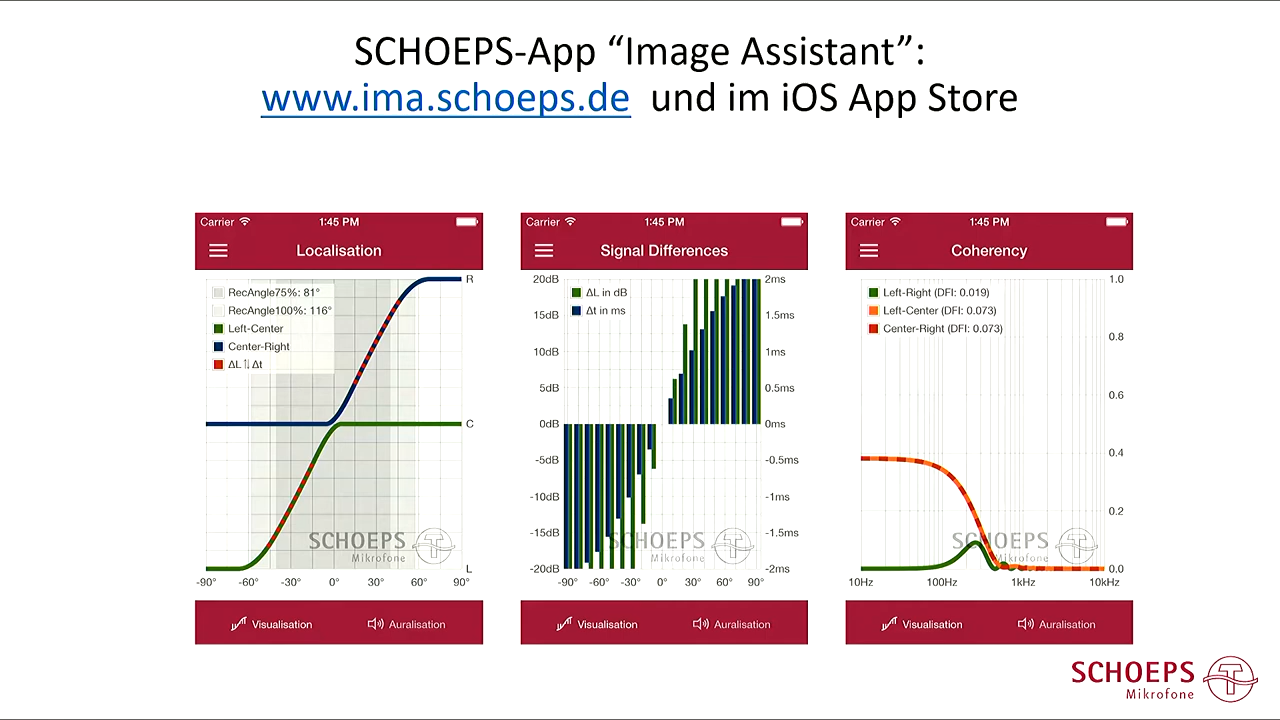 SCHOEPS-App “Image Assistant”:
www.ima.schoeps.de und im iOS App Store
Carrier 1:45 PM
Localisation
RecAngle75%: 81°
RecAngle100%: 116°
Left-Center
Center-Right
ΔL ⇅ Δt
R
C
L
-90° -60° -30° 0° 30° 60° 90°
SCHOEPS
Mikrofone
Visualisation Auralisation
Carrier 1:45 PM
Signal Differences
ΔL in dB
Δt in ms
20dB 2ms
15dB 1.5ms
10dB 1ms
5dB 0.5ms
0dB 0ms
-5dB -0.5ms
-10dB -1ms
-15dB -1.5ms
-20dB -2ms
-90° -60° -30° 0° 30° 60° 90°
SCHOEPS
Mikrofone
Visualisation Auralisation
Carrier 1:45 PM
Coherency
Left-Right (DFI: 0.019)
Left-Center (DFI: 0.073)
Center-Right (DFI: 0.073)
1.0
0.8
0.6
0.4
0.2
0.0
10Hz 100Hz 1kHz 10kHz
SCHOEPS
Mikrofone
Visualisation Auralisation
SCHOEPS
Mikrofone